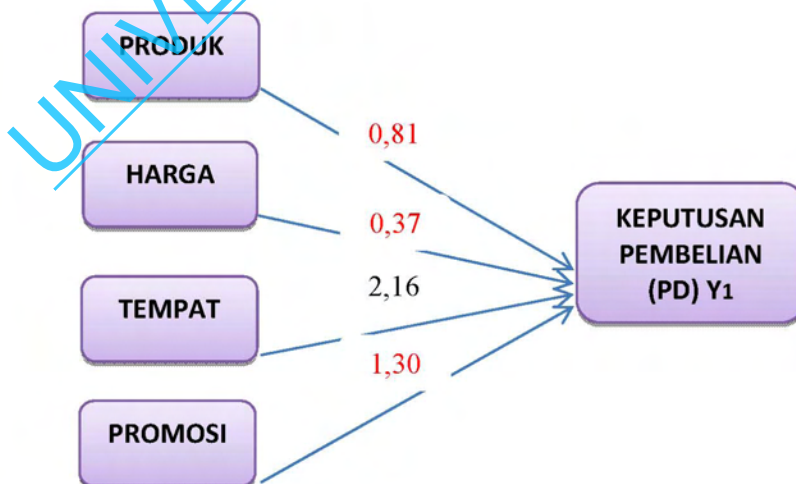 PRODUK
0,81
HARGA
0,37
KEPUTUSAN
PEMBELIAN
(PD) Y1
TEMPAT
2,16
1,30
PROMOSI